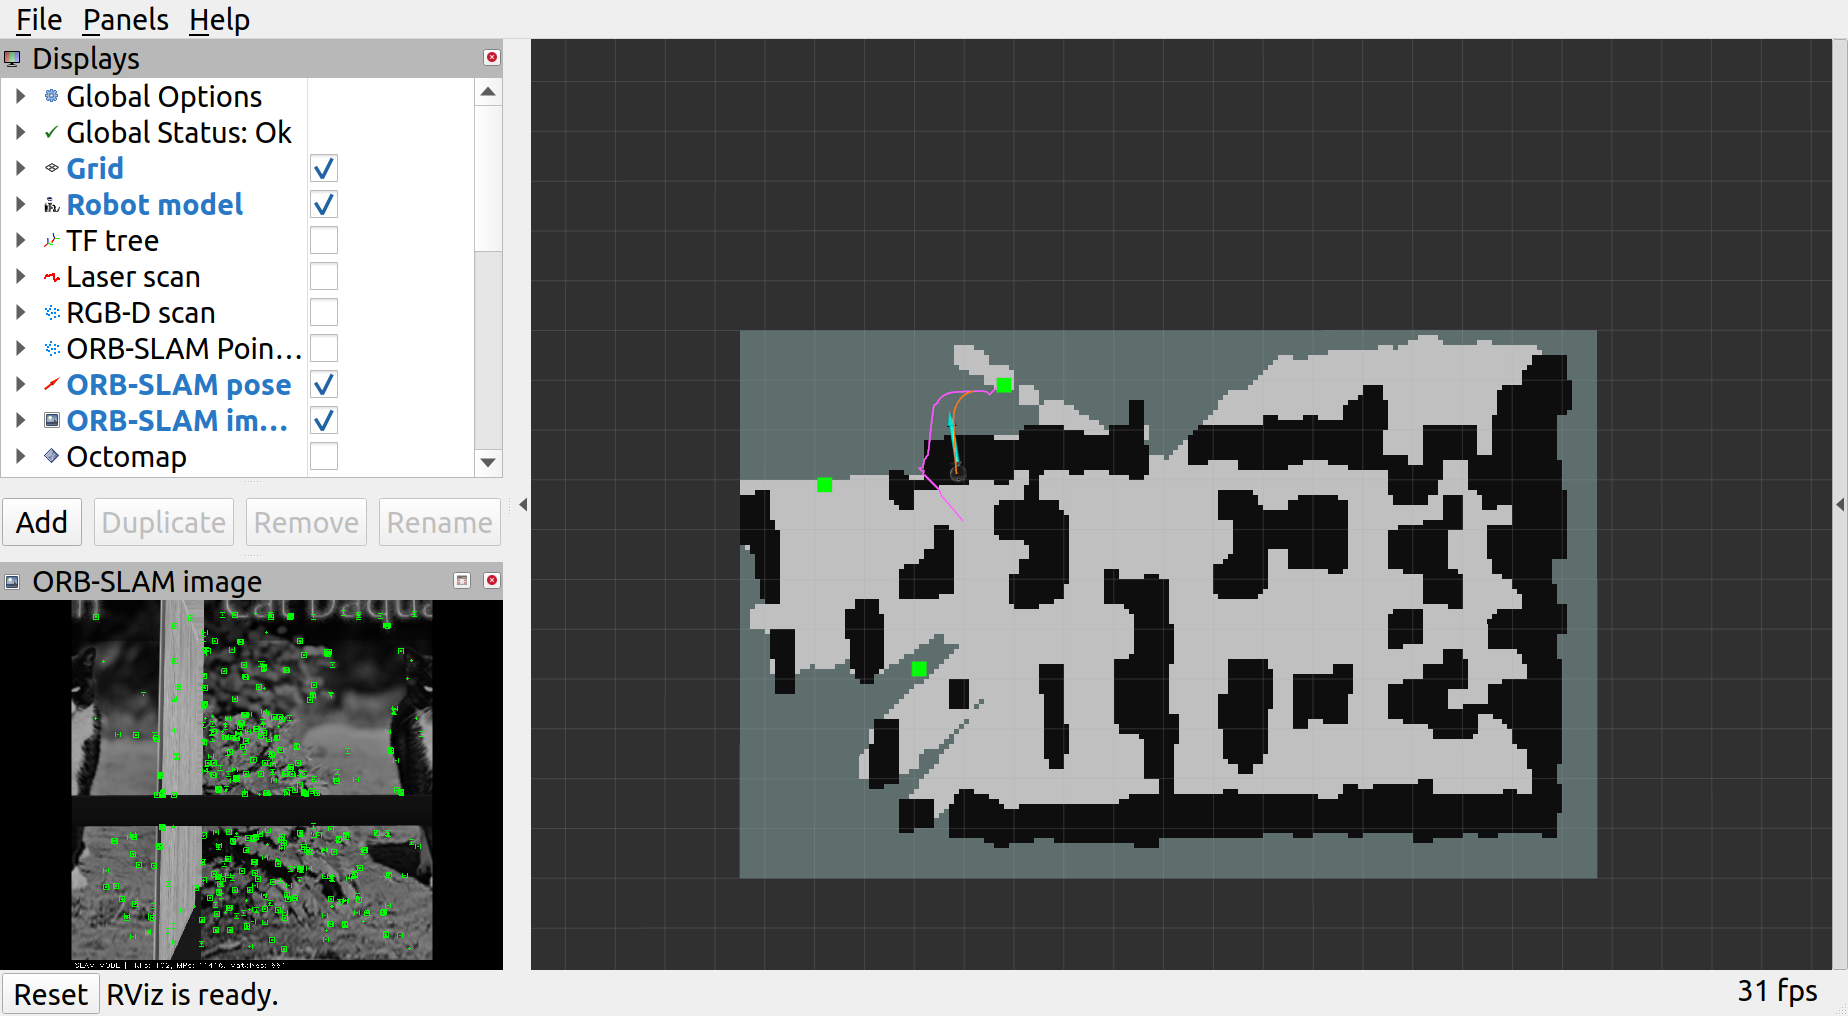 File Panels Help
Displays
Global Options
Global Status: Ok
Grid
Robot model
TF tree
Laser scan
RGB-D scan
ORB-SLAM Poin...
ORB-SLAM pose
ORB-SLAM im...
Octomap
Add Duplicate Remove Rename
ORB-SLAM image
Reset RViz is ready.
31 fps